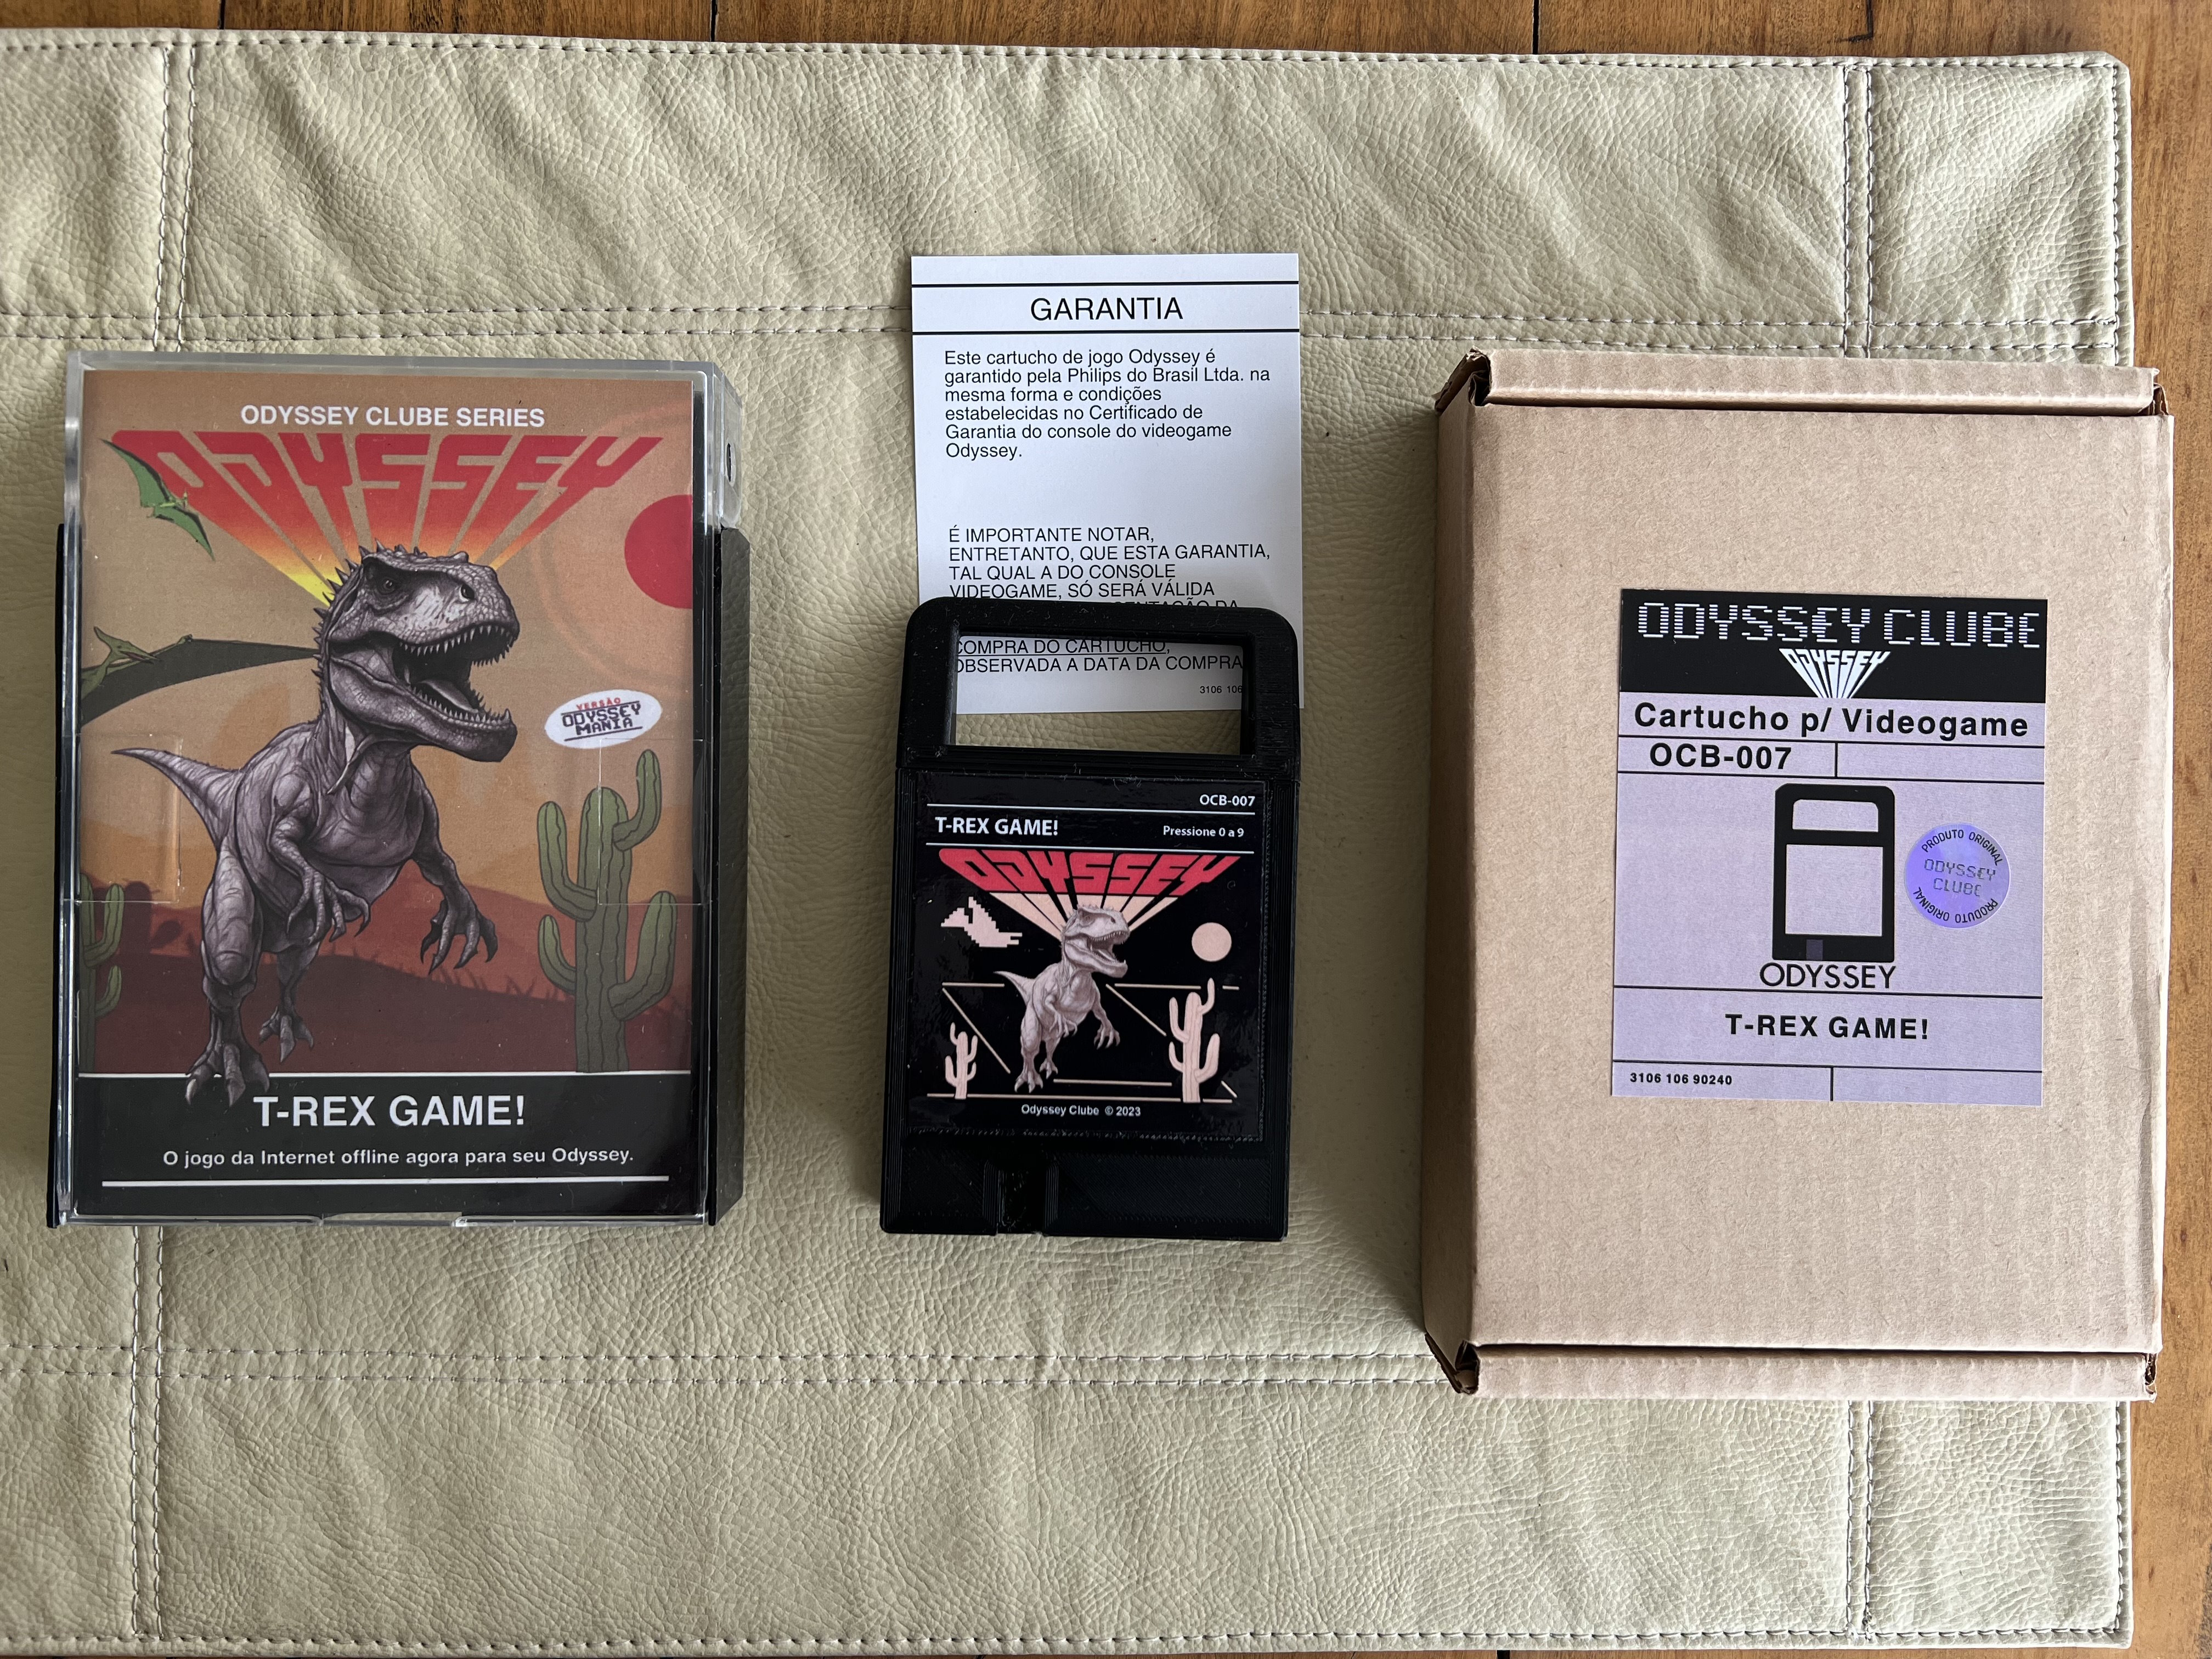 ODYSSEY CLUBE SERIES
ODYSSEY
VERSÃO
ODYSSEY
MANIA
T-REX GAME!
O jogo da Internet offline agora para seu Odyssey.
GARANTIA
Este cartucho de jogo Odyssey é
garantido pela Philips do Brasil Ltda. na
mesma forma e condições
estabelecidas no Certificado de
Garantia do console do videogame
Odyssey.
É IMPORTANTE NOTAR,
ENTRETANTO, QUE ESTA GARANTIA,
TAL QUAL A DO CONSOLE
VIDEOGAME, SÓ SERÁ VÁLIDA
DA
COMPRA DO CARTUCHO,
OBSERVADA A DATA DA COMPRA
3106 106
OCB-007
T-REX GAME!
Pressione 0 a 9
ODYSSEY
Odyssey Clube © 2023
ODYSSEY CLUBE
ODYSSEY
Cartucho p/ Videogame
OCB-007
PRODUTO ORIGINAL
ODYSSEY
CLUBE
PRODUTO ORIGINAL
ODYSSEY
T-REX GAME!
3106 106 90240